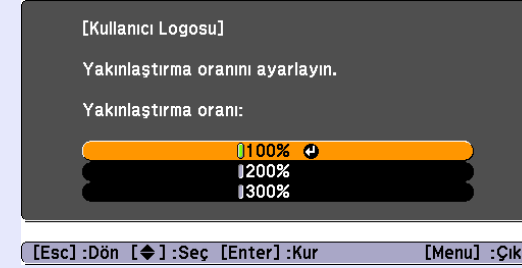 [Kullanıcı Logosu]
Yakınlaştırma oranını ayarlayın.
Yakınlaştırma oranı:
100%
200%
300%
[Esc] :Dön [◆] :Seç [Enter] :Kur [Menu] :Çık